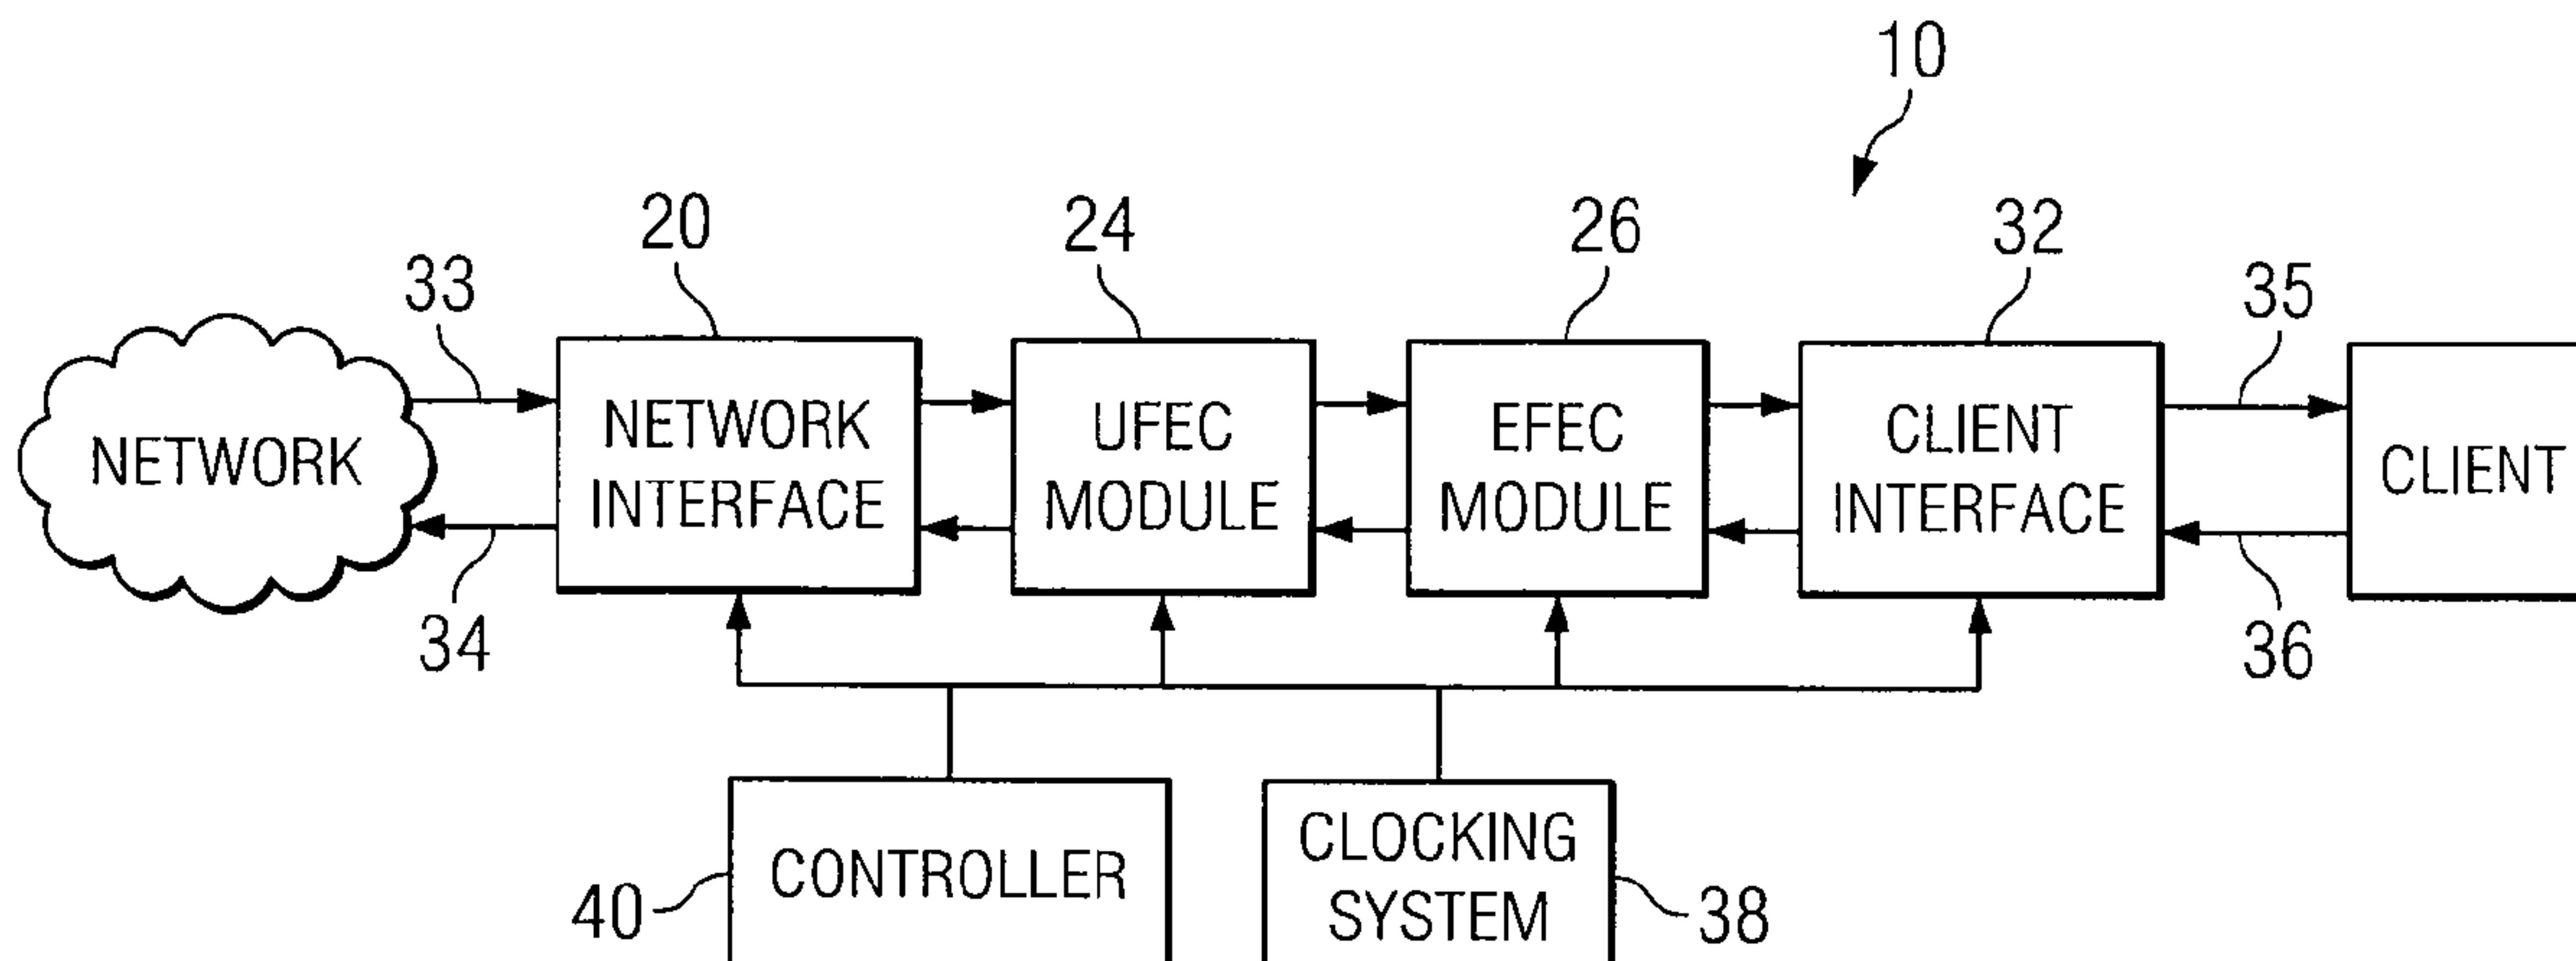 10
20
24
26
32
33
35
NETWORK
NETWORK
INTERFACE
UFEC
MODULE
EFEC
MODULE
CLIENT
INTERFACE
CLIENT
34
36
CONTROLLER
CLOCKING
SYSTEM
40
38